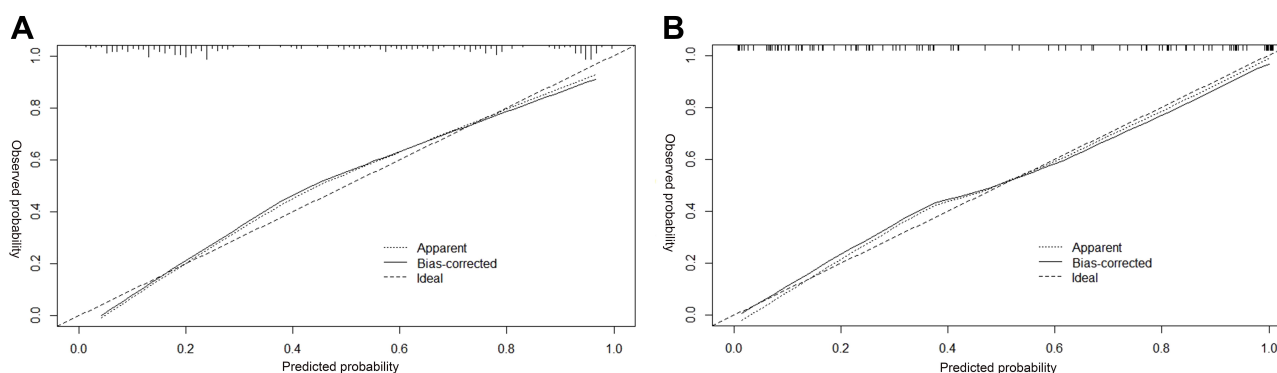 A
1.0
0.8
0.6
0.4
0.2
0.0
Observed probability
Apparent
Bias-corrected
Ideal
0.0 0.2 0.4 0.6 0.8 1.0
Predicted probability
B
1.0
0.8
0.6
0.4
0.2
0.0
Observed probability
Apparent
Bias-corrected
Ideal
0.0 0.2 0.4 0.6 0.8 1.0
Predicted probability